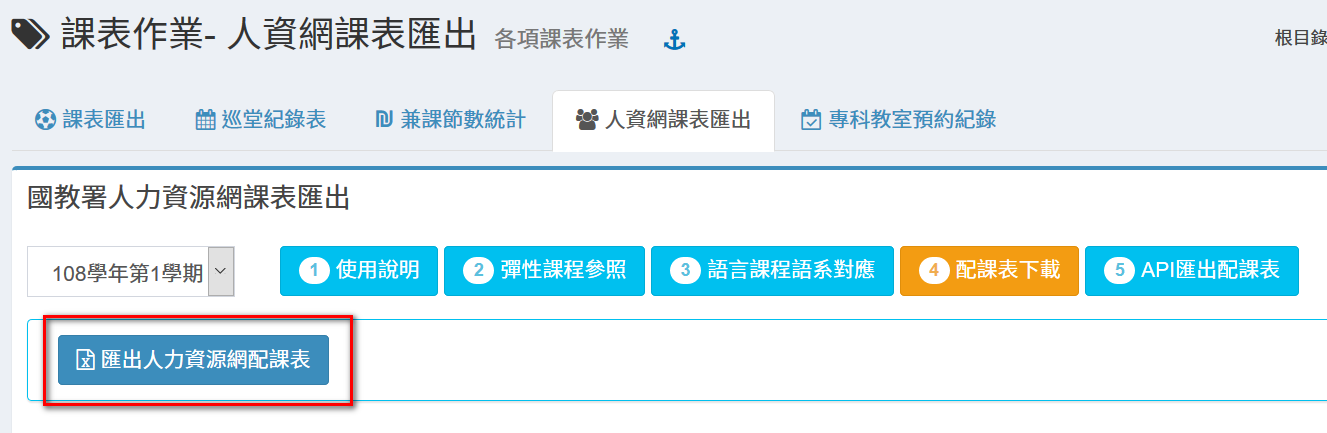 課表作業- 人資網課表匯出 各項課表作業 根目錄
課表匯出 巡堂紀錄表 兼課節數統計 人資網課表匯出 專科教室預約紀錄
國教署人力資源網課表匯出
108學年第1學期 1 使用說明 2 彈性課程參照 3 語言課程語系對應 4 配課表下載 5 API匯出配課表
匯出人力資源網配課表